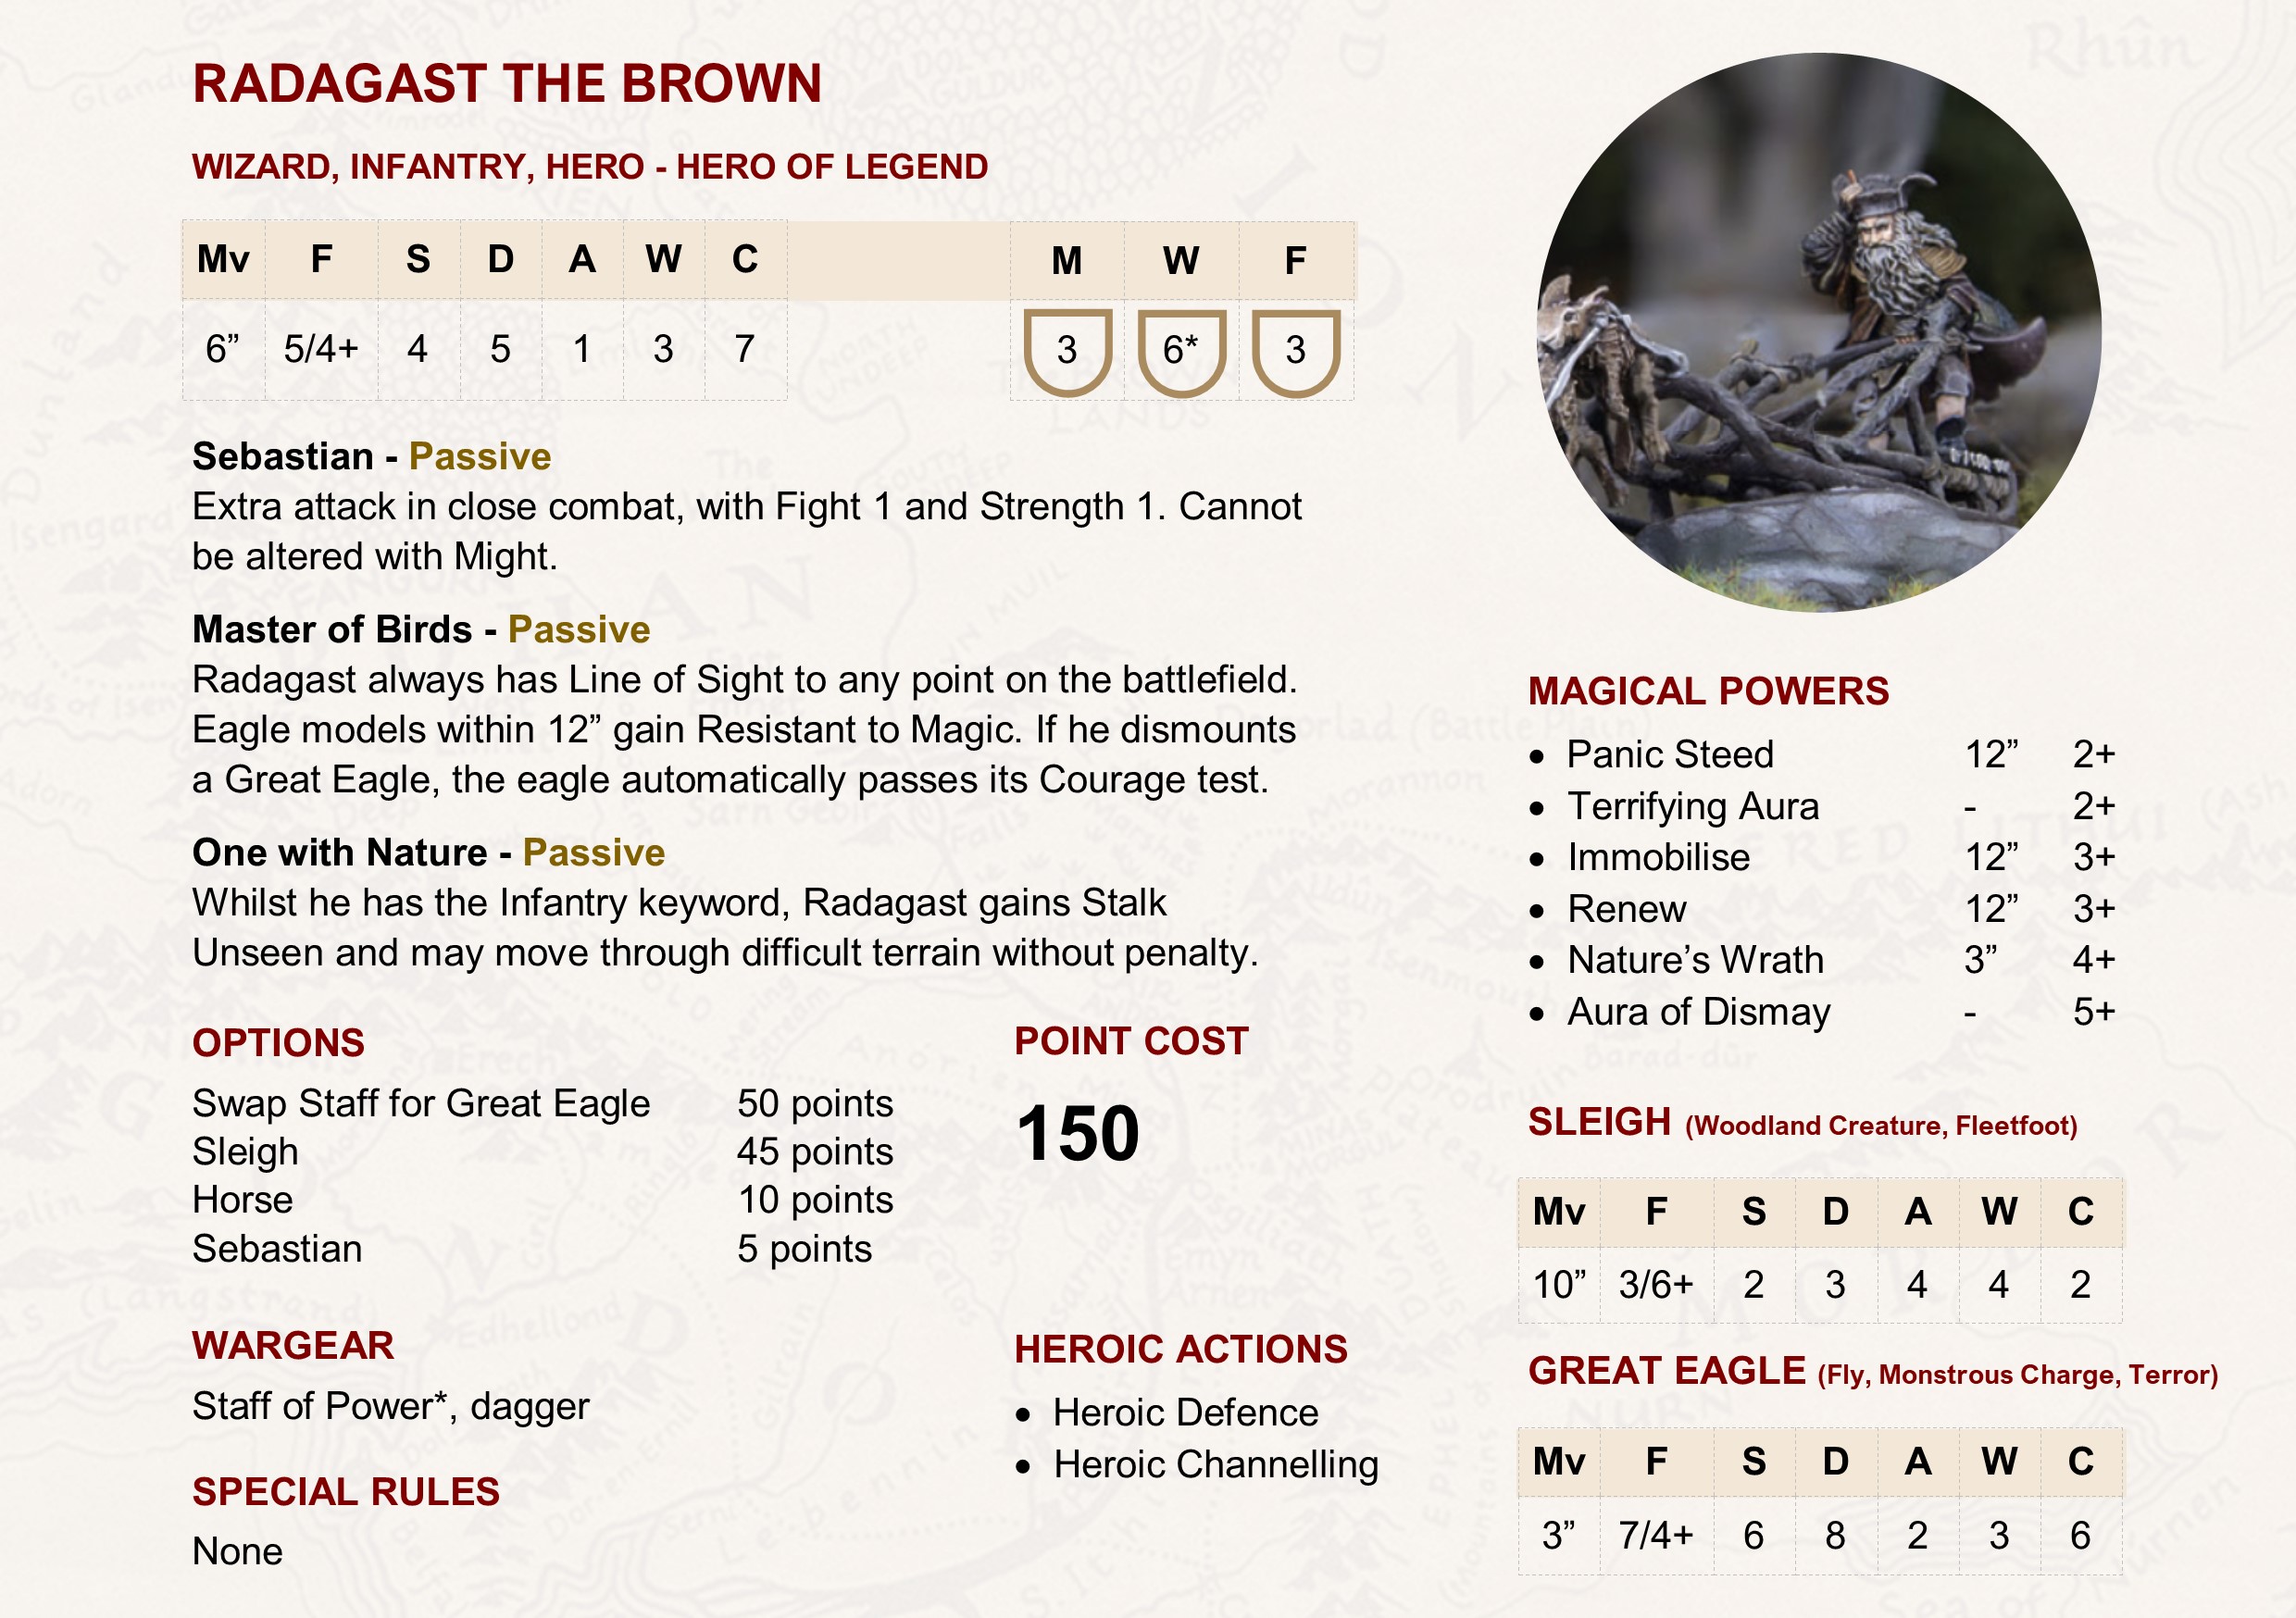 RADAGAST THE BROWN
WIZARD, INFANTRY, HERO - HERO OF LEGEND
Mv F S D A W C M W F
6” 5/4+ 4 5 1 3 7 3 6* 3
Sebastian - Passive
Extra attack in close combat, with Fight 1 and Strength 1. Cannot
be altered with Might.
Master of Birds - Passive
Radagast always has Line of Sight to any point on the battlefield.
Eagle models within 12” gain Resistant to Magic. If he dismounts
a Great Eagle, the eagle automatically passes its Courage test.
One with Nature - Passive
Whilst he has the Infantry keyword, Radagast gains Stalk
Unseen and may move through difficult terrain without penalty.
OPTIONS
Swap Staff for Great Eagle 50 points
Sleigh 45 points
Horse 10 points
Sebastian 5 points
POINT COST
150
WARGEAR
Staff of Power*, dagger
SPECIAL RULES
None
HEROIC ACTIONS
• Heroic Defence
• Heroic Channelling
MAGICAL POWERS
• Panic Steed 12” 2+
• Terrifying Aura - 2+
• Immobilise 12” 3+
• Renew 12” 3+
• Nature’s Wrath 3” 4+
• Aura of Dismay - 5+
SLEIGH (Woodland Creature, Fleetfoot)
Mv F S D A W C
10” 3/6+ 2 3 4 4 2
GREAT EAGLE (Fly, Monstrous Charge, Terror)
Mv F S D A W C
3” 7/4+ 6 8 2 3 6